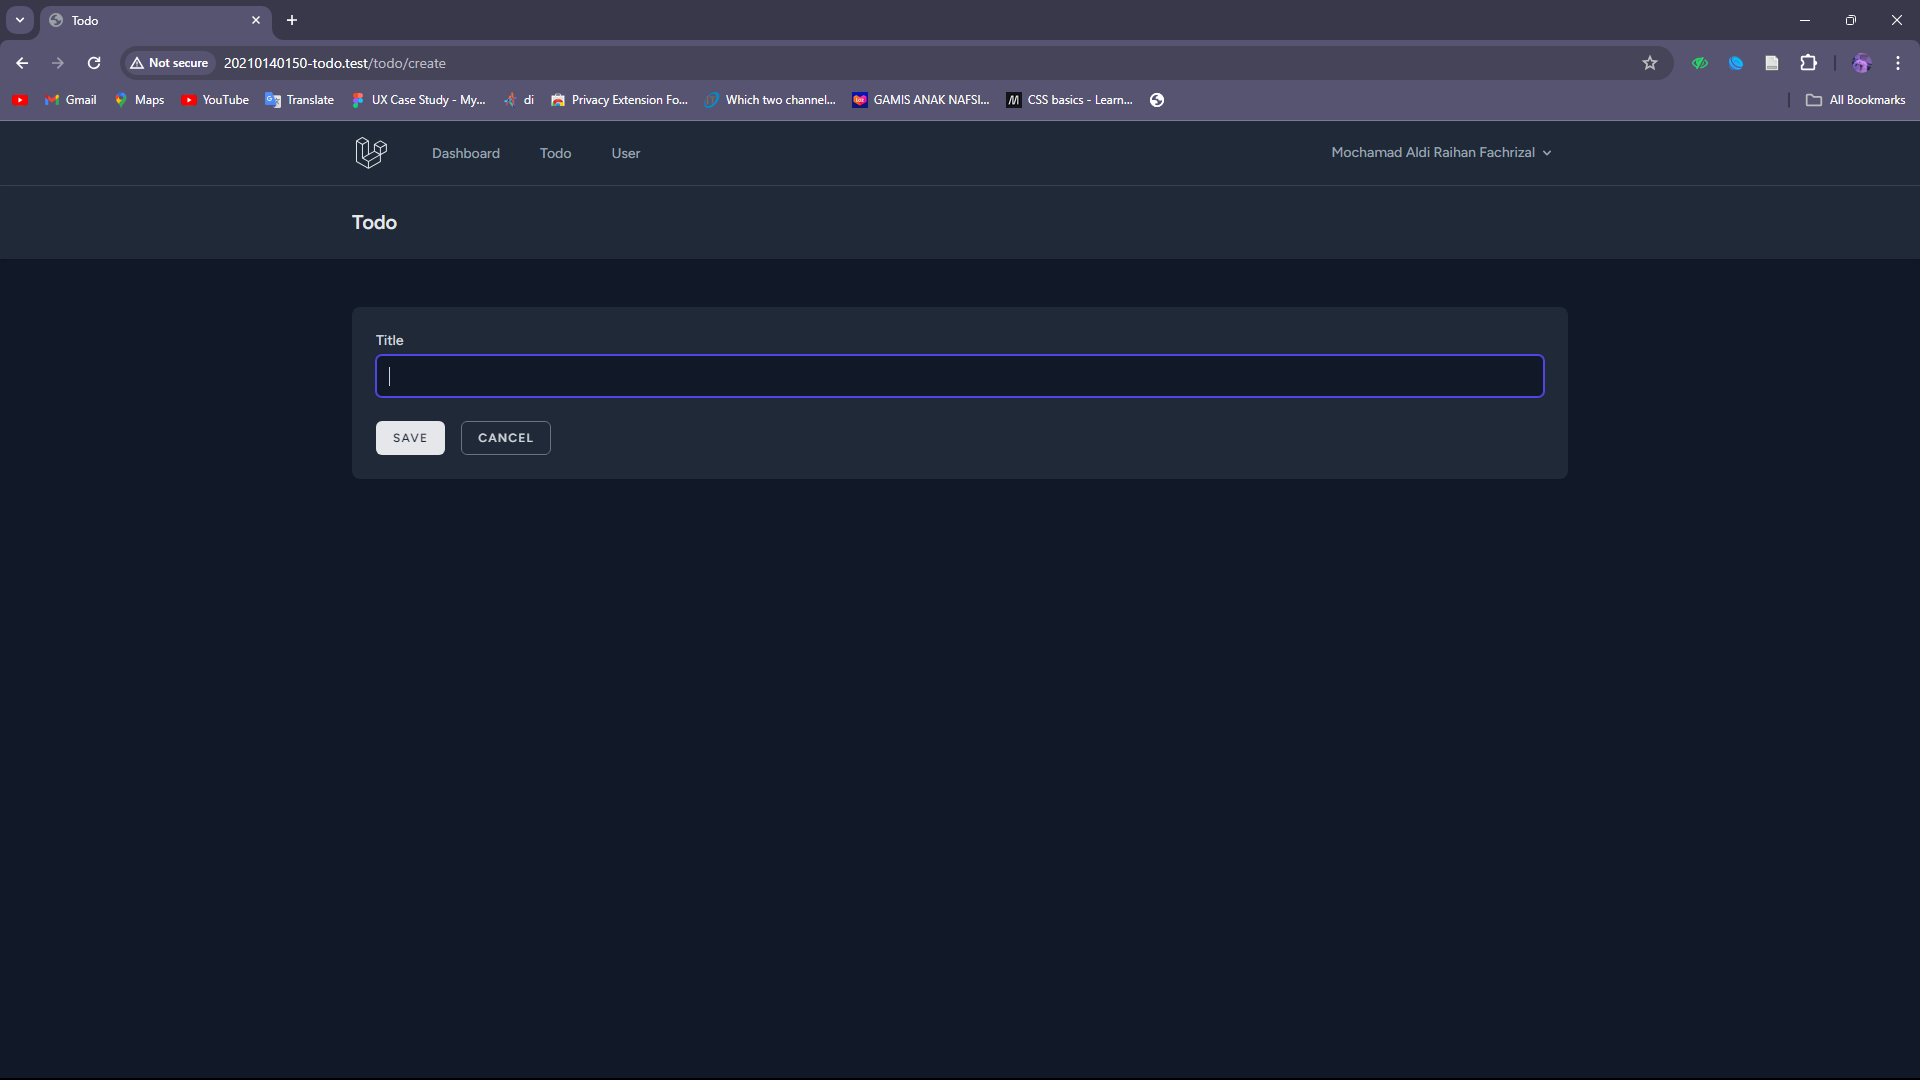 Todo
Not secure 20210140150-todo.test/todo/create
Gmail Maps YouTube Translate UX Case Study - My... di Privacy Extension Fo... Which two channel... GAMIS ANAK NAFSI... CSS basics - Learn... All Bookmarks
Dashboard Todo User Mochamad Aldi Raihan Fachrizal
Todo
Title
SAVE CANCEL